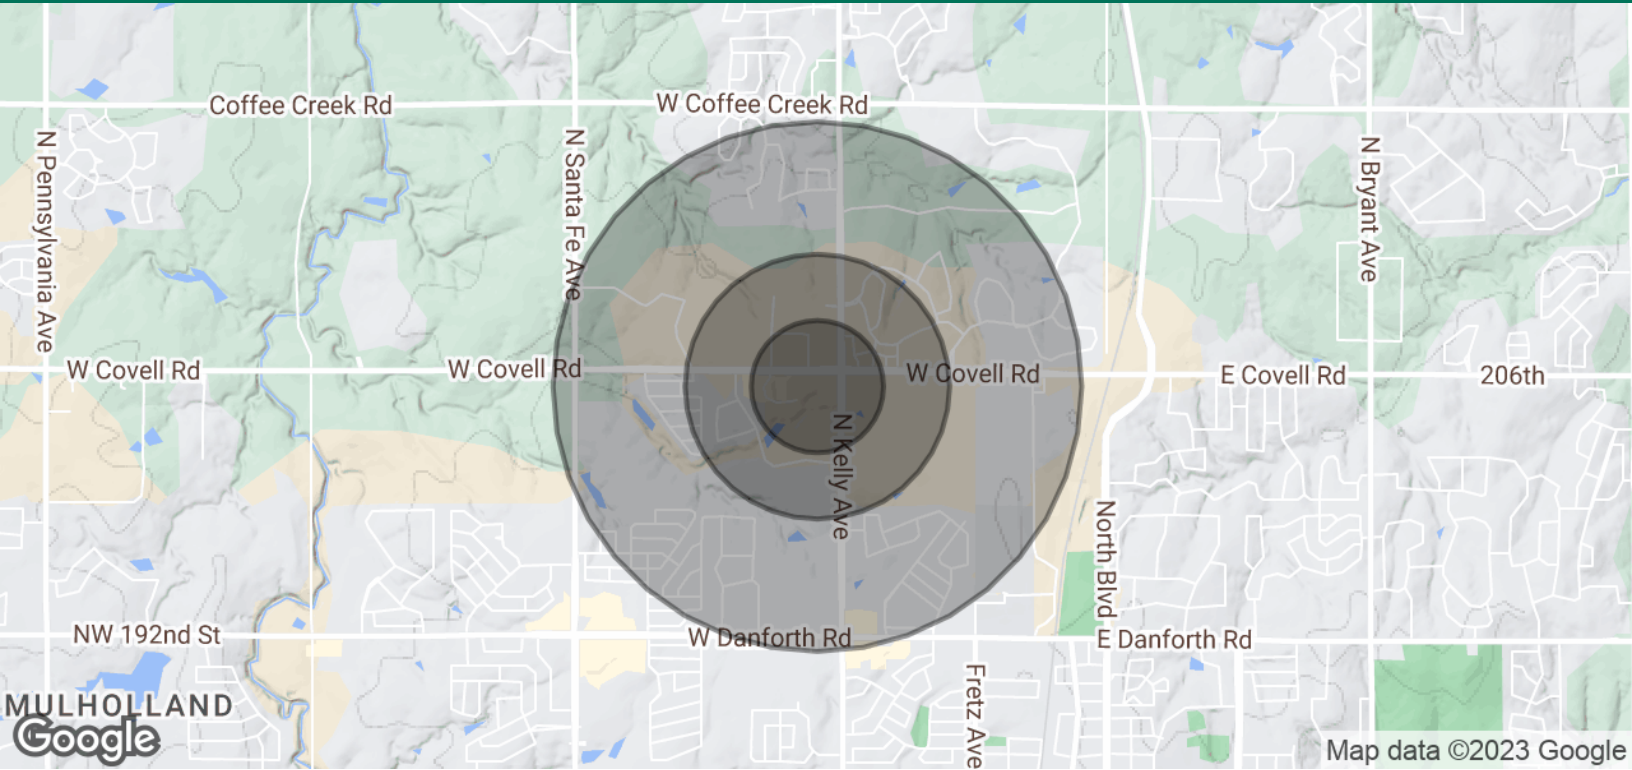 Coffee Creek Rd
W Coffee Creek Rd
N Pennsylvania Ave
N Santa Fe Ave
N Bryant Ave
W Covell Rd
W Covell Rd
W Covell Rd
E Covell Rd
206th
N Kelly Ave
North Blvd
NW 192nd St
W Danforth Rd
E Danforth Rd
Fretz Ave
MULHOLLAND
Google
Map data ©2023 Google